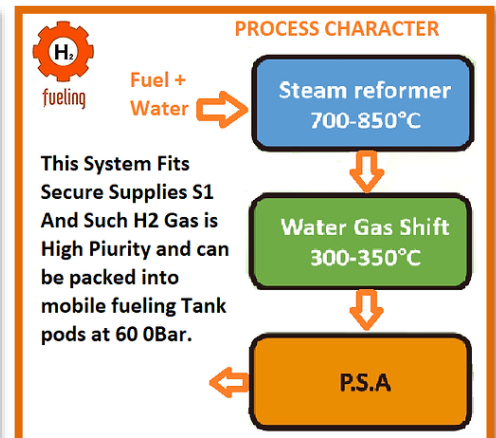 PROCESS CHARACTER
H2
fueling
Fuel +
Water
Steam reformer
700-850°C
This System Fits
Secure Supplies S1
And Such H2 Gas is
High Piurity and can
be packed into
mobile fueling Tank
pods at 60 0Bar.
Water Gas Shift
300-350°C
P.S.A